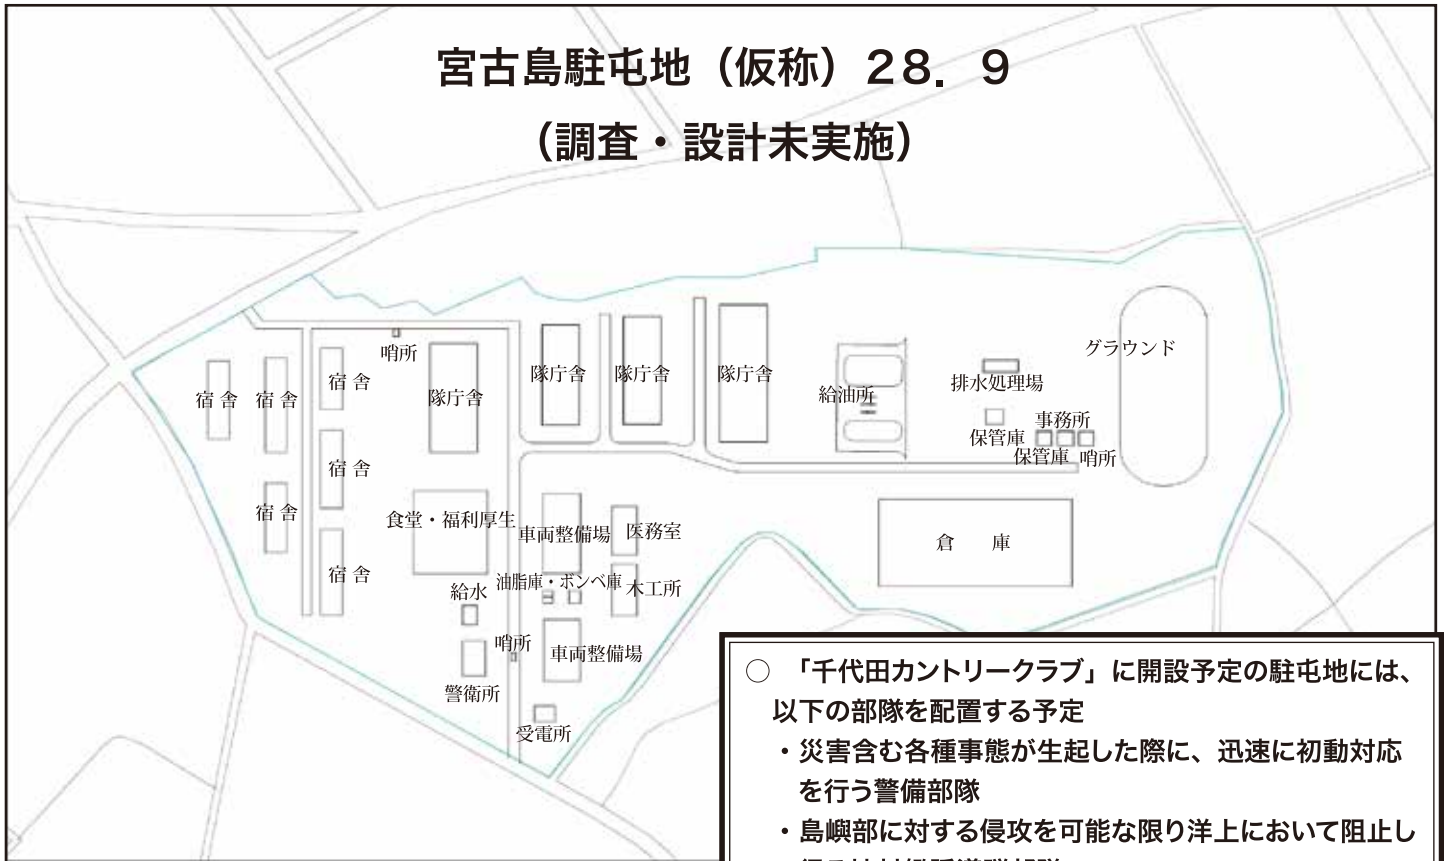 宮古島駐屯地（仮称）２８．９
（調査・設計未実施）
哨所
宿 舎
宿 舎
宿 舎
隊庁舎
隊庁舎
隊庁舎
隊庁舎
給油所
排水処理場
グラウンド
保管庫
事務所
保管庫
哨所
宿 舎
宿 舎
宿 舎
食堂・福利厚生
車両整備場
医務室
倉　庫
給水
油脂庫・ボンベ庫
木工所
哨所
車両整備場
警衛所
受電所
○ 「千代田カントリークラブ」に開設予定の駐屯地には、
以下の部隊を配置する予定
・災害含む各種事態が生起した際に、迅速に初動対応
を行う警備部隊
・島嶼部に対する侵攻を可能な限り洋上において阻止し